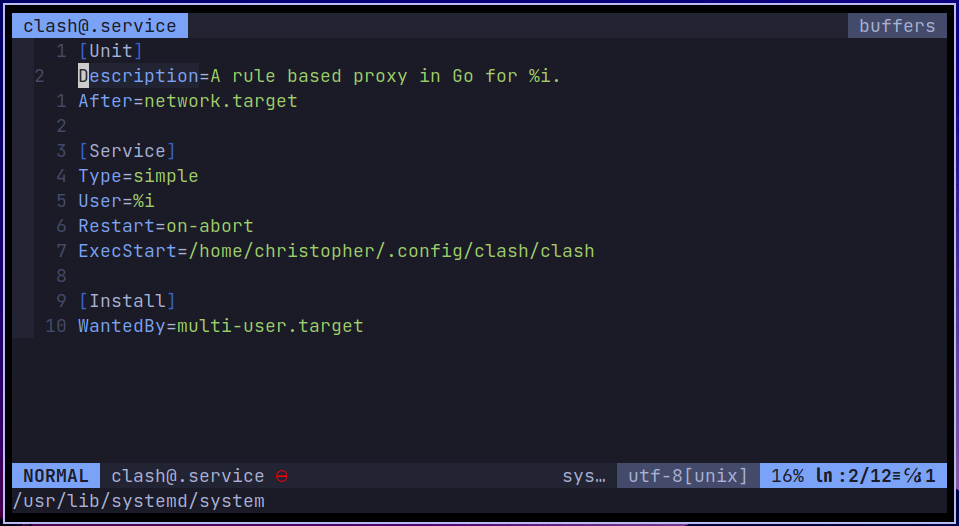 clash@.service buffers
1 [Unit]
2 Description=A rule based proxy in Go for %i.
1 After=network.target
2
3 [Service]
4 Type=simple
5 User=%i
6 Restart=on-abort
7 ExecStart=/home/christopher/.config/clash/clash
8
9 [Install]
10 WantedBy=multi-user.target
NORMAL clash@.service sys… utf-8[unix] 16% ln :2/12≡℅:1
/usr/lib/systemd/system